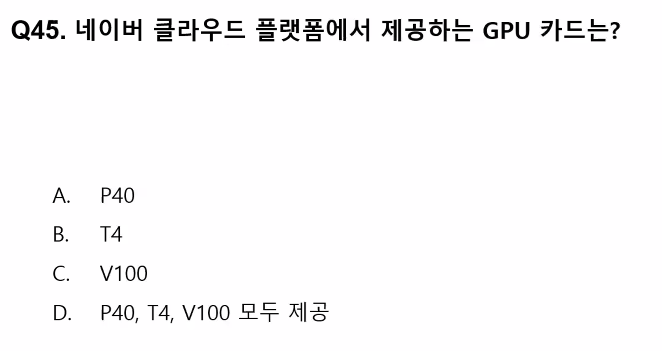 Q45. 네이버 클라우드 플랫폼에서 제공하는 GPU 카드는?
A. P40
B. T4
C. V100
D. P40, T4, V100 모두 제공